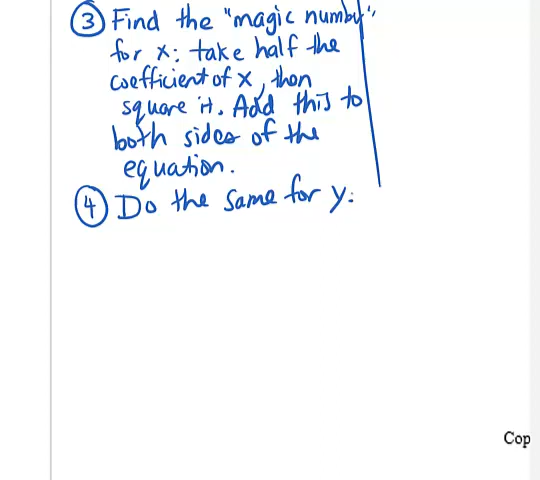 ③ Find the "magic number"
for x: take half the
coefficient of x, then
square it. Add this to
both sides of the
equation.
④ Do the same for y:
Cop